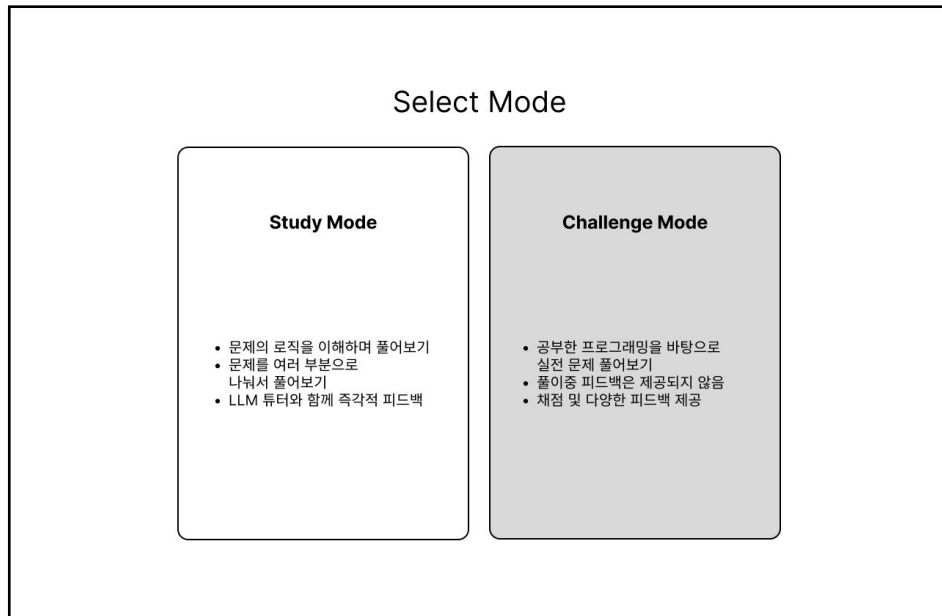 Select Mode
Study Mode
• 문제의 로직을 이해하며 풀어보기
• 문제를 여러 부분으로
나눠서 풀어보기
• LLM 튜터와 함께 즉각적 피드백
Challenge Mode
• 공부한 프로그래밍을 바탕으로
실전 문제 풀어보기
• 풀이중 피드백은 제공되지 않음
• 채점 및 다양한 피드백 제공